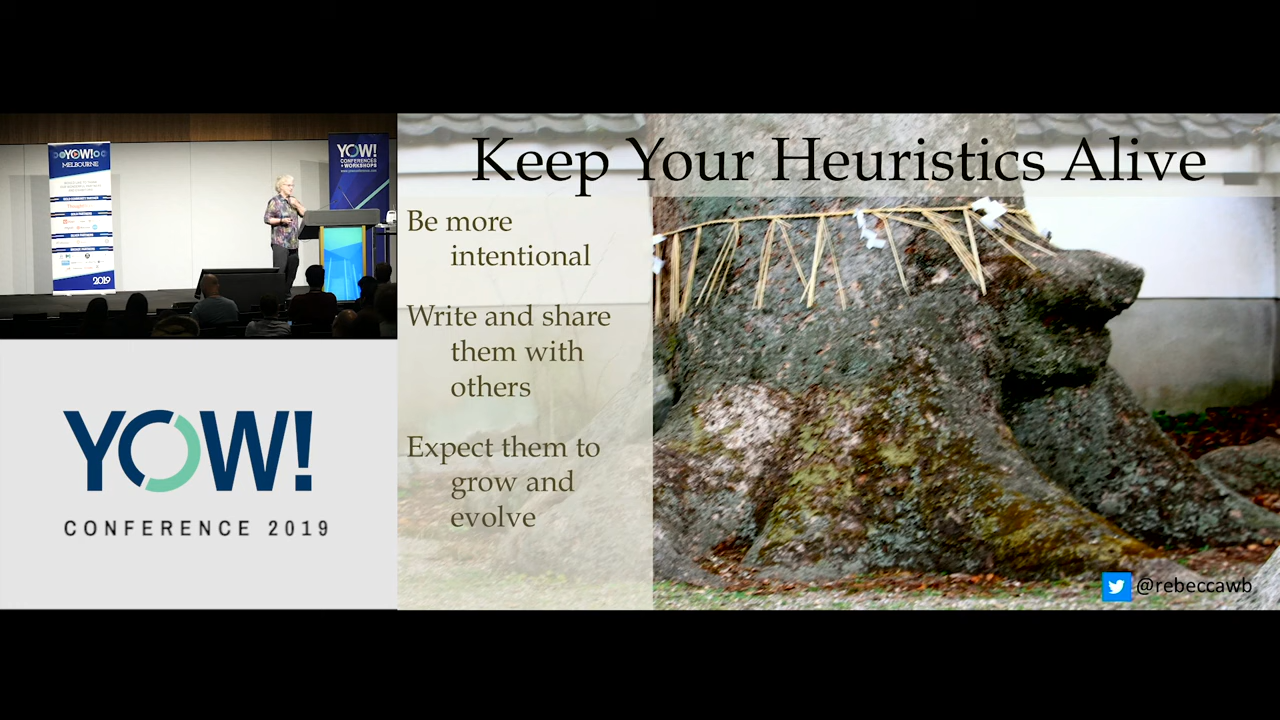 YOW!
MELBOURNE
2019
YOW!
CONFERENCES
+ WORKSHOPS
YOW!
CONFERENCE 2019
Keep Your Heuristics Alive
Be more
intentional
Write and share
them with
others
Expect them to
grow and
evolve
@rebeccawb